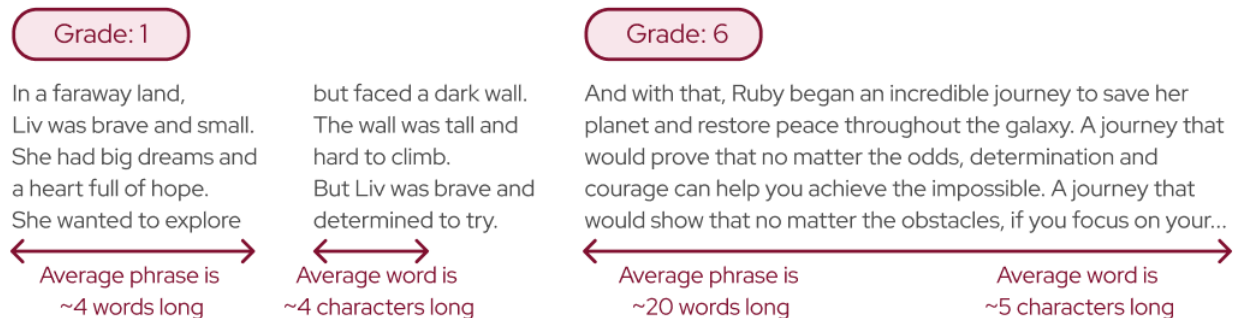 Grade: 1
In a faraway land,
Liv was brave and small.
She had big dreams and
a heart full of hope.
She wanted to explore
but faced a dark wall.
The wall was tall and
hard to climb.
But Liv was brave and
determined to try.
Average phrase is
~4 words long
Average word is
~4 characters long
Grade: 6
And with that, Ruby began an incredible journey to save her
planet and restore peace throughout the galaxy. A journey that
would prove that no matter the odds, determination and
courage can help you achieve the impossible. A journey that
would show that no matter the obstacles, if you focus on your...
Average phrase is
~20 words long
Average word is
~5 characters long